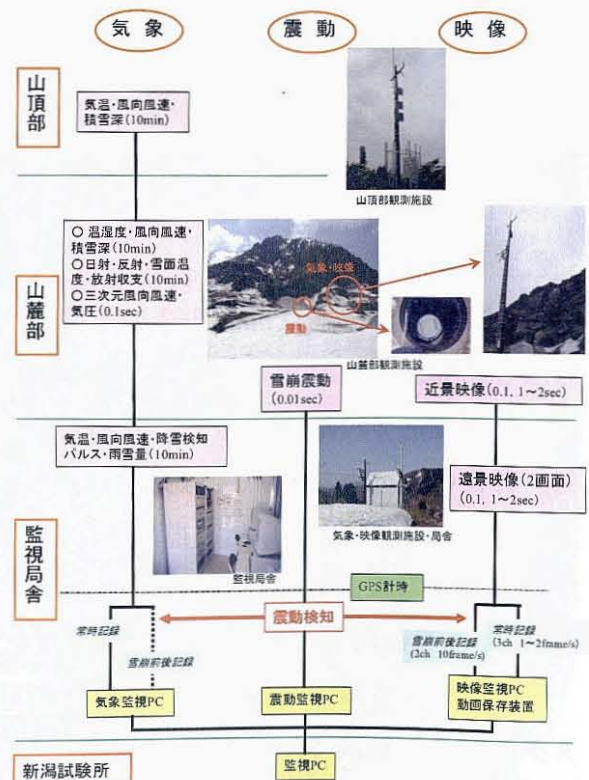 気 象
震 動
映 像
山頂部
気温・風向風速・
積雪深(10min)
山頂部観測施設
山麓部
○ 温湿度・風向風速・
積雪深(10min)
○日射・反射・雪面温
度・放射収支(10min)
○三次元風向風速・
気圧(0.1sec)
気象・映像
震動
山麓部観測施設
雪崩震動
(0.01sec)
近景映像(0.1, 1~2sec)
監視局舎
気温・風向風速・降雪検知
パルス・雨雪量(10min)
監視局舎
気象・映像観測施設・局舎
遠景映像(2画面)
(0.1, 1~2sec)
GPS計時
震動検知
常時記録
雪崩前後記録
雪崩前後記録
(2ch 10frame/s)
常時記録
(3ch 1~2frame/s)
気象監視PC
震動監視PC
映像監視PC
動画保存装置
新潟試験所
監視PC